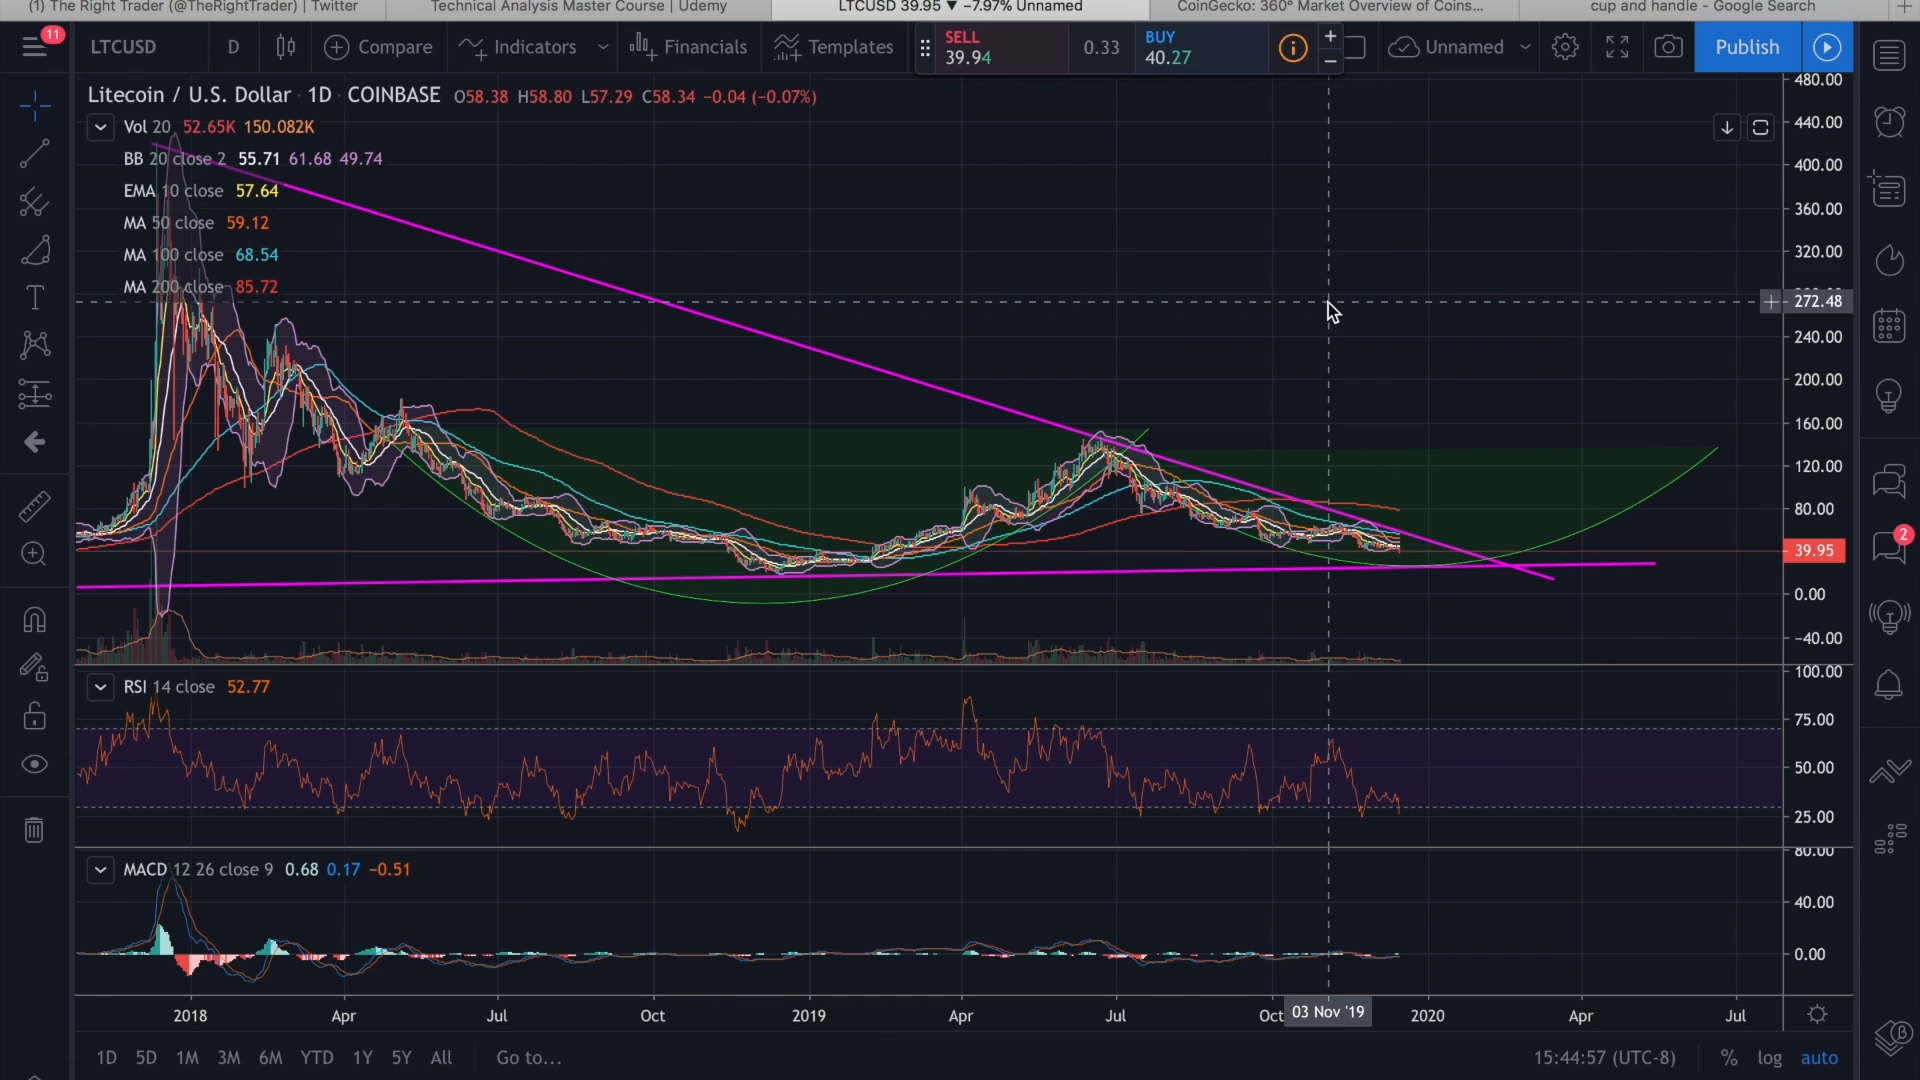 (1) The Right Trader (@TheRightTrader) | Twitter
Technical Analysis Master Course | Udemy
LTCUSD 39.95 ▼ −7.97% Unnamed
CoinGecko: 360° Market Overview of Coins...
cup and handle - Google Search
11
LTCUSD
D
Compare
Indicators
Financials
Templates
SELL
39.94
0.33
BUY
40.27
Unnamed
Publish
Litecoin / U.S. Dollar · 1D · COINBASE O58.38 H58.80 L57.29 C58.34 −0.04 (−0.07%)
Vol 20 52.65K 150.082K
BB 20 close 2 55.71 61.68 49.74
EMA 10 close 57.64
MA 50 close 59.12
MA 100 close 68.54
MA 200 close 85.72
480.00
440.00
400.00
360.00
320.00
272.48
240.00
200.00
160.00
120.00
80.00
39.95
0.00
−40.00
2
RSI 14 close 52.77
100.00
75.00
50.00
25.00
MACD 12 26 close 9 0.68 0.17 −0.51
80.00
40.00
0.00
2018
Apr
Jul
Oct
2019
Apr
Jul
Oct
03 Nov '19
2020
Apr
Jul
1D 5D 1M 3M 6M YTD 1Y 5Y All
Go to...
15:44:57 (UTC-8)
%
log
auto